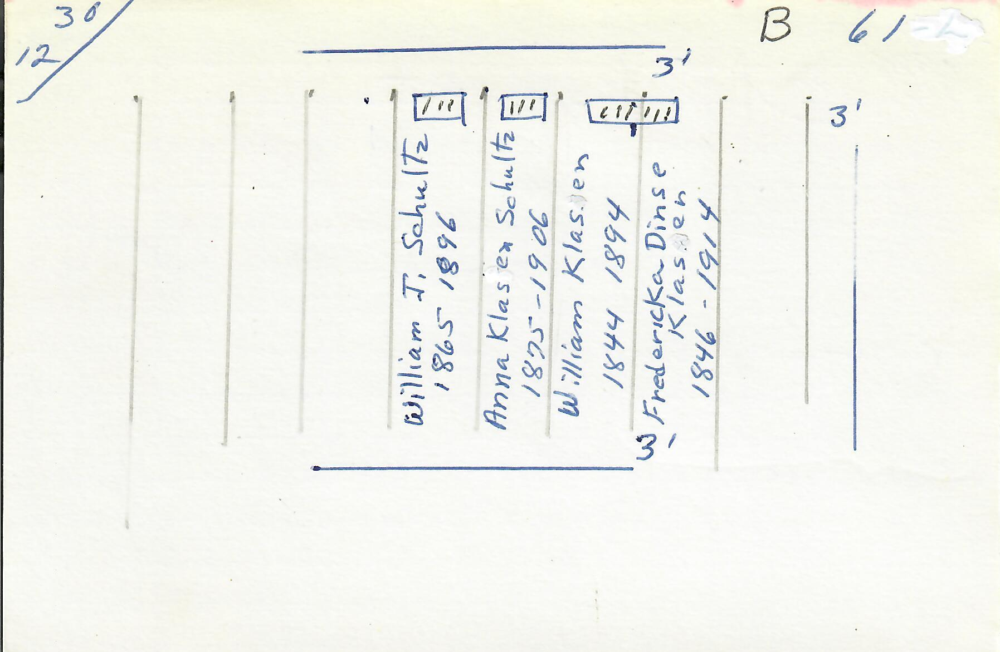 30
12
B 61
3'
3'
William J. Schultz
1865-1896
Anna Klasen Schultz
1875-1906
William Klasen
1844 1894
Fredericka Dinse
Klasen
1846-1914
3'